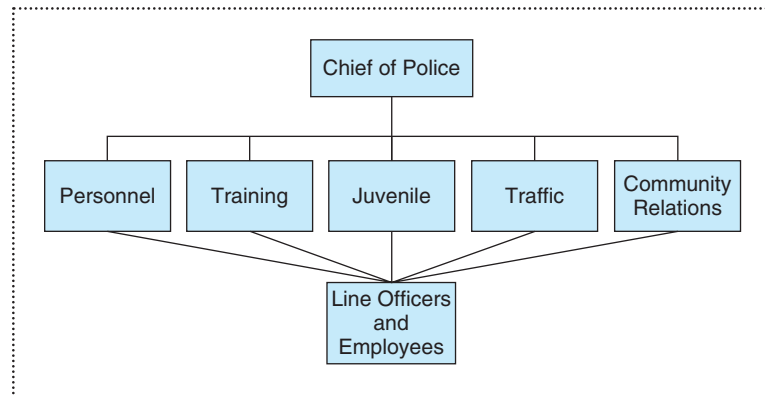 Chief of Police
Personnel
Training
Juvenile
Traffic
Community
Relations
Line Officers
and
Employees